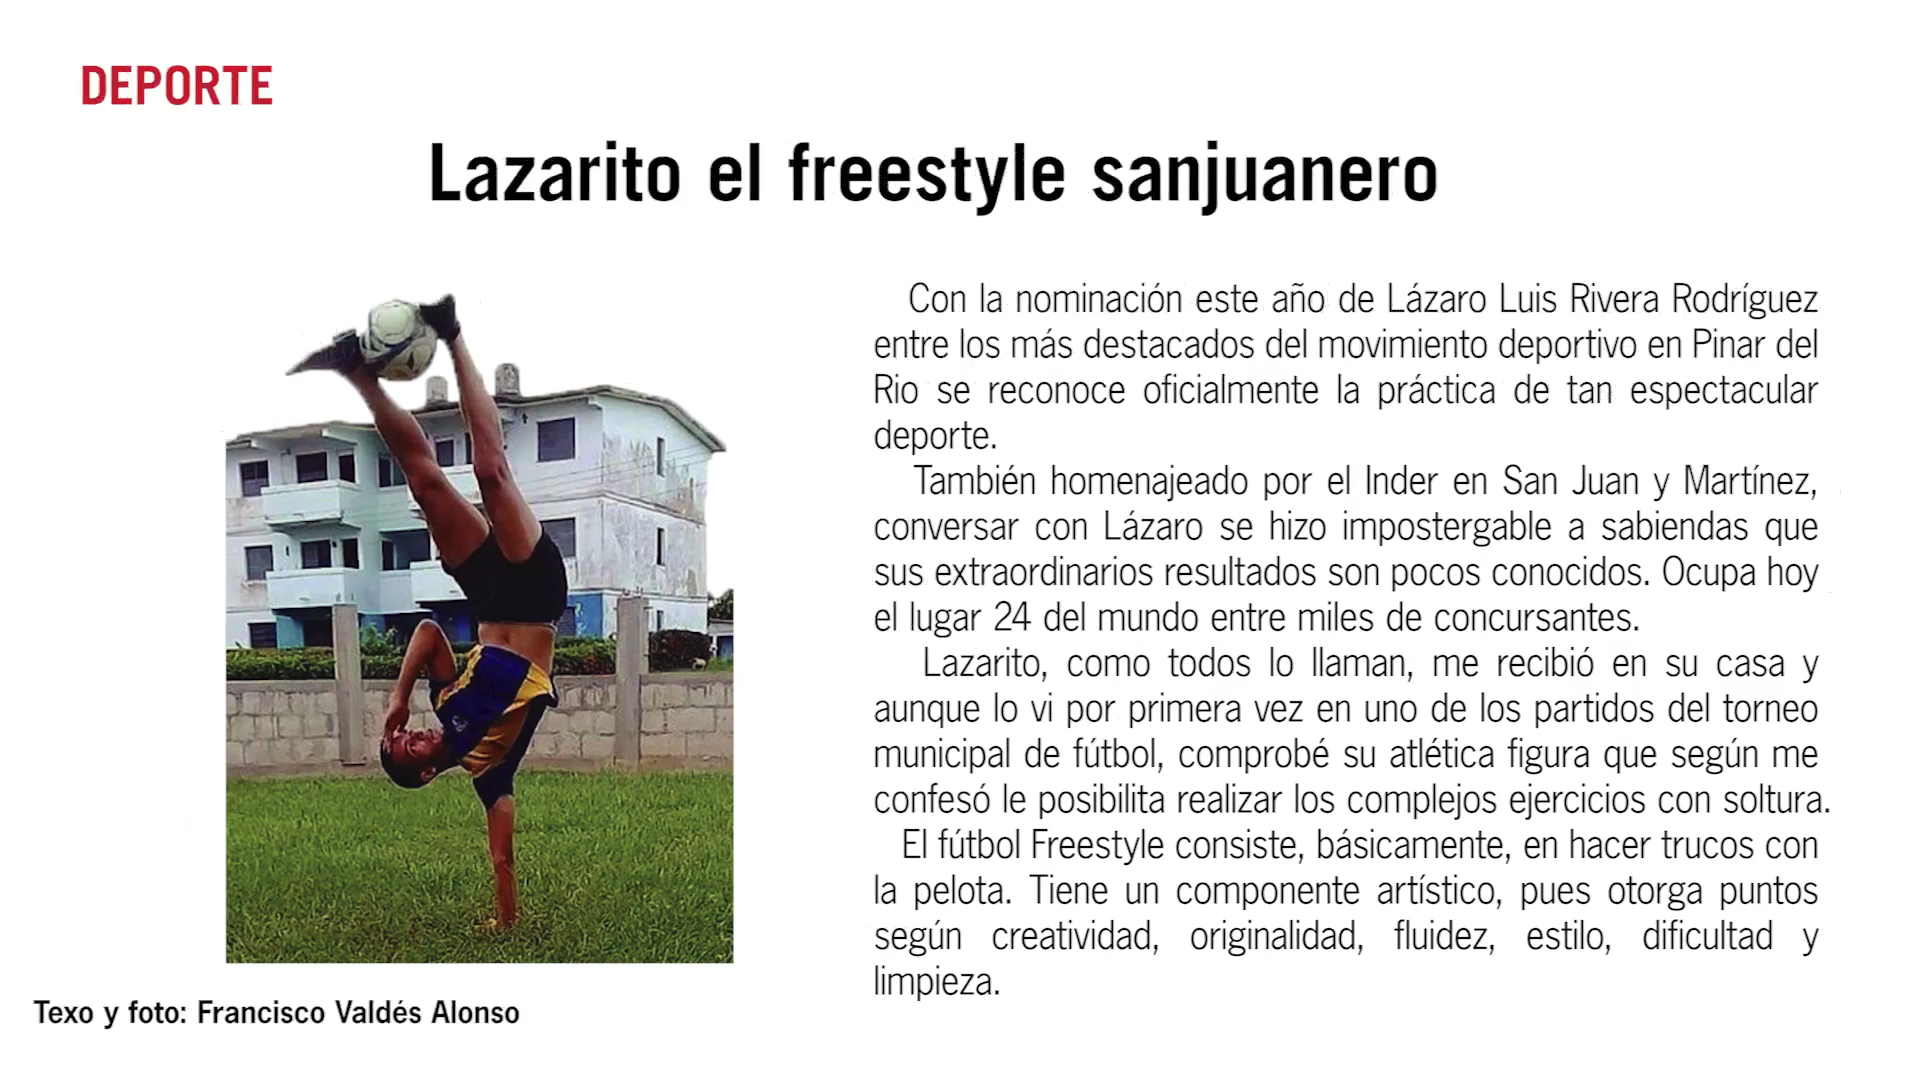 DEPORTE
Lazarito el freestyle sanjuanero
Con la nominación este año de Lázaro Luis Rivera Rodríguez
entre los más destacados del movimiento deportivo en Pinar del
Rio se reconoce oficialmente la práctica de tan espectacular
deporte.
También homenajeado por el Inder en San Juan y Martínez,
conversar con Lázaro se hizo impostergable a sabiendas que
sus extraordinarios resultados son pocos conocidos. Ocupa hoy
el lugar 24 del mundo entre miles de concursantes.
Lazarito, como todos lo llaman, me recibió en su casa y
aunque lo vi por primera vez en uno de los partidos del torneo
municipal de fútbol, comprobé su atlética figura que según me
confesó le posibilita realizar los complejos ejercicios con soltura.
El fútbol Freestyle consiste, básicamente, en hacer trucos con
la pelota. Tiene un componente artístico, pues otorga puntos
según creatividad, originalidad, fluidez, estilo, dificultad y
limpieza.
Texo y foto: Francisco Valdés Alonso